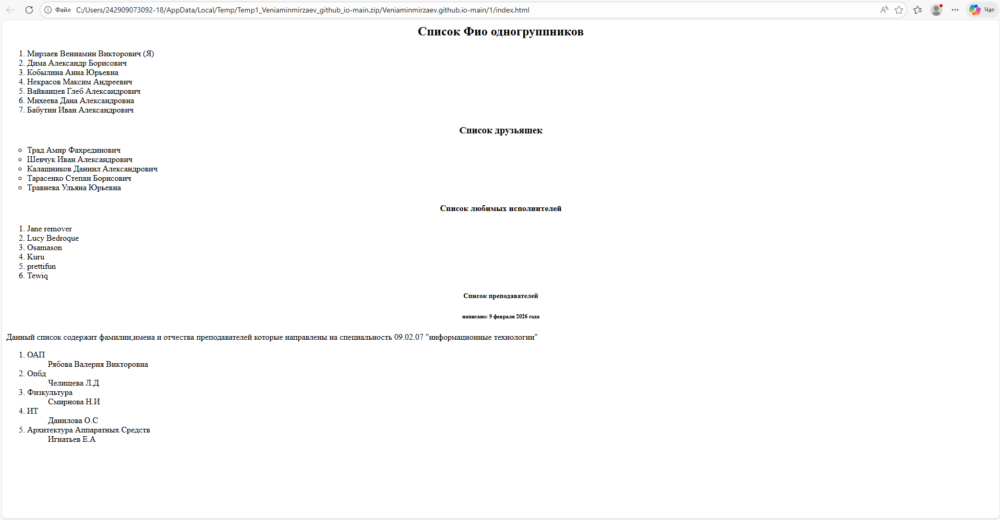 Файл C:/Users/242909073092-18/AppData/Local/Temp/Temp1_Veniaminmirzaev_github_io-main.zip/Veniaminmirzaev.github.io-main/1/index.html Чат
Список Фио одногруппников
1. Мирзаев Вениамин Викторович (Я)
2. Дима Александр Борисович
3. Кобылина Анна Юрьевна
4. Некрасов Максим Андреевич
5. Вайванцев Глеб Александрович
6. Михеева Дана Александровна
7. Бабутин Иван Александрович
Список друзьяшек
Трад Амир Фахрединович
Шевчук Иван Александрович
Калашников Даниил Александрович
Тарасенко Степан Борисович
Травнева Ульяна Юрьевна
Список любимых исполнителей
1. Jane remover
2. Lucy Bedroque
3. Osamason
4. Kuru
5. prettifun
6. Tewiq
Список преподавателей
написано: 9 февраля 2026 года
Данный список содержит фамилии,имена и отчества преподавателей которые направлены на специальность 09.02.07 "информационные технологии"
1. ОАП
Рябова Валерия Викторовна
2. Опбд
Челищева Л.Д
3. Физкультура
Смирнова Н.И
4. ИТ
Данилова О.С
5. Архитектура Аппаратных Средств
Игнатьев Е.А